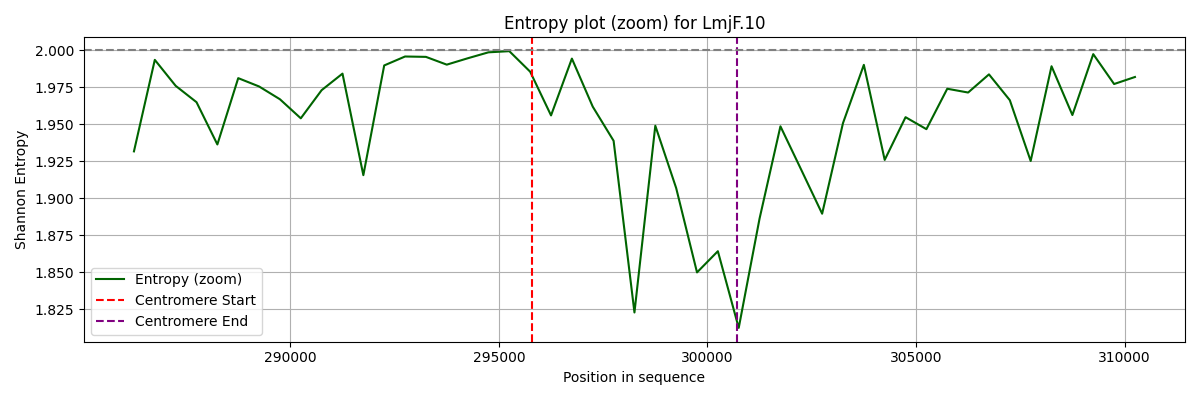 Entropy plot (zoom) for LmjF.10
Shannon Entropy
2.000
1.975
1.950
1.925
1.900
1.875
1.850
1.825
Entropy (zoom)
Centromere Start
Centromere End
290000 295000 300000 305000 310000
Position in sequence